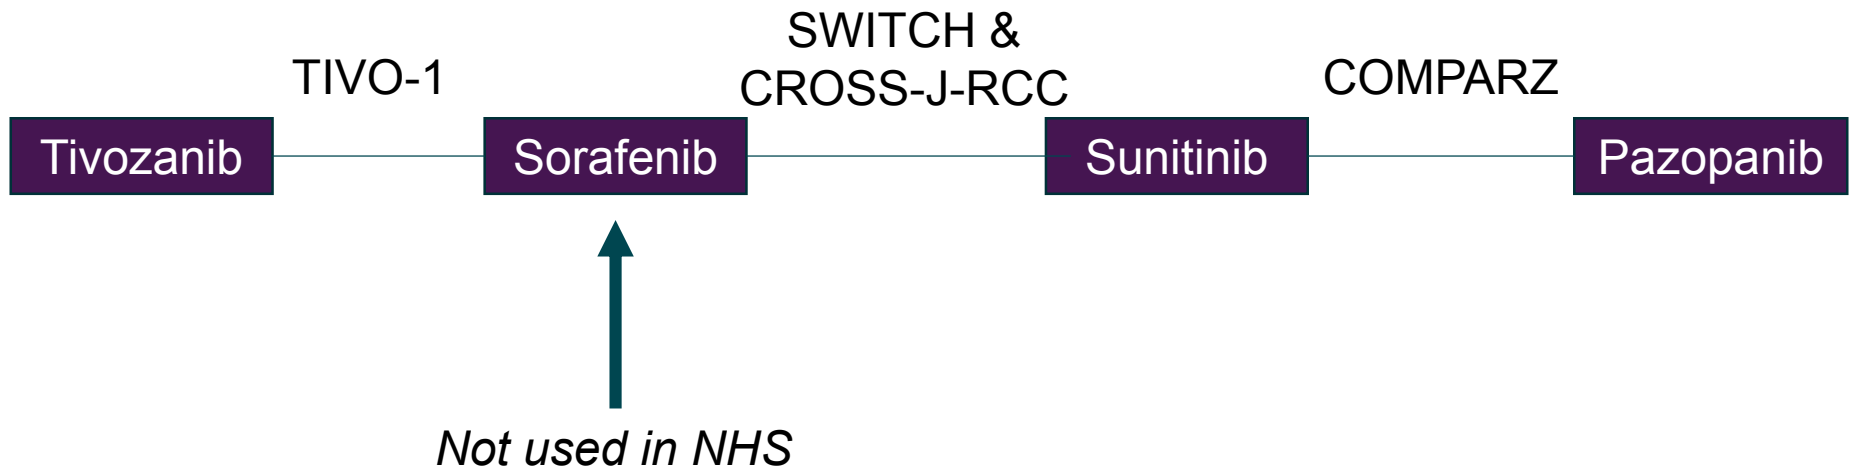 TIVO-1
SWITCH &
CROSS-J-RCC
COMPARZ
Tivozanib
Sorafenib
Sunitinib
Pazopanib
Not used in NHS